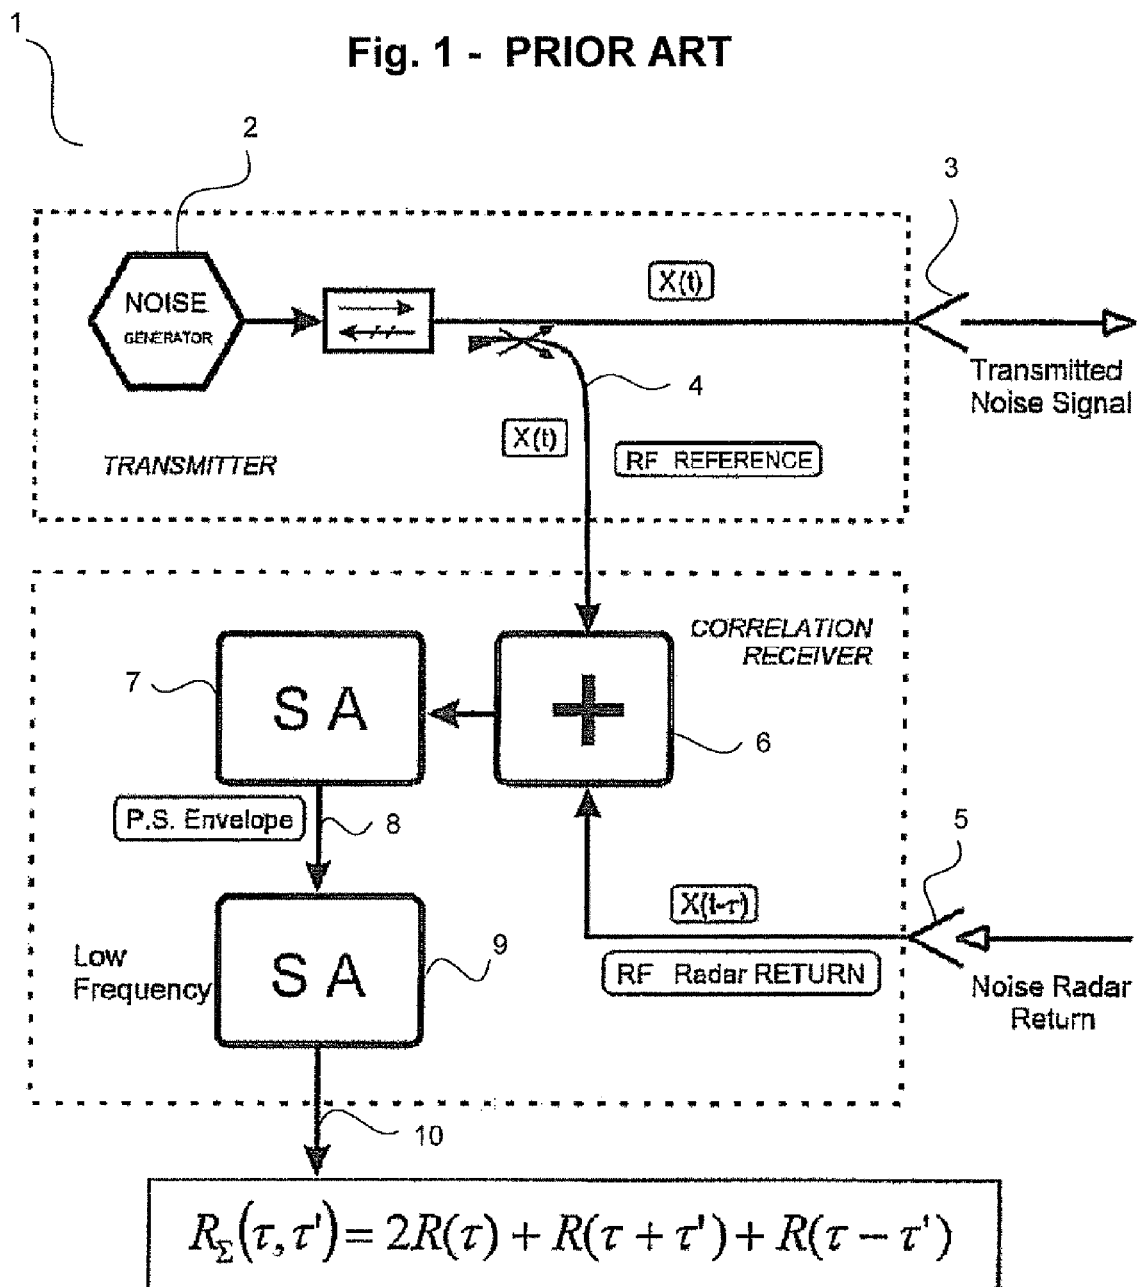 1
Fig. 1 - PRIOR ART
2
3
NOISE
GENERATOR
X(t)
4
Transmitted
Noise Signal
X(t)
RF REFERENCE
TRANSMITTER
CORRELATION
RECEIVER
7
S A
+
6
P.S. Envelope
8
5
X(t-τ)
Low
Frequency
S A
9
RF Radar RETURN
Noise Radar
Return
10
R_Σ(τ,τ')= 2R(τ) + R(τ + τ') + R(τ − τ')